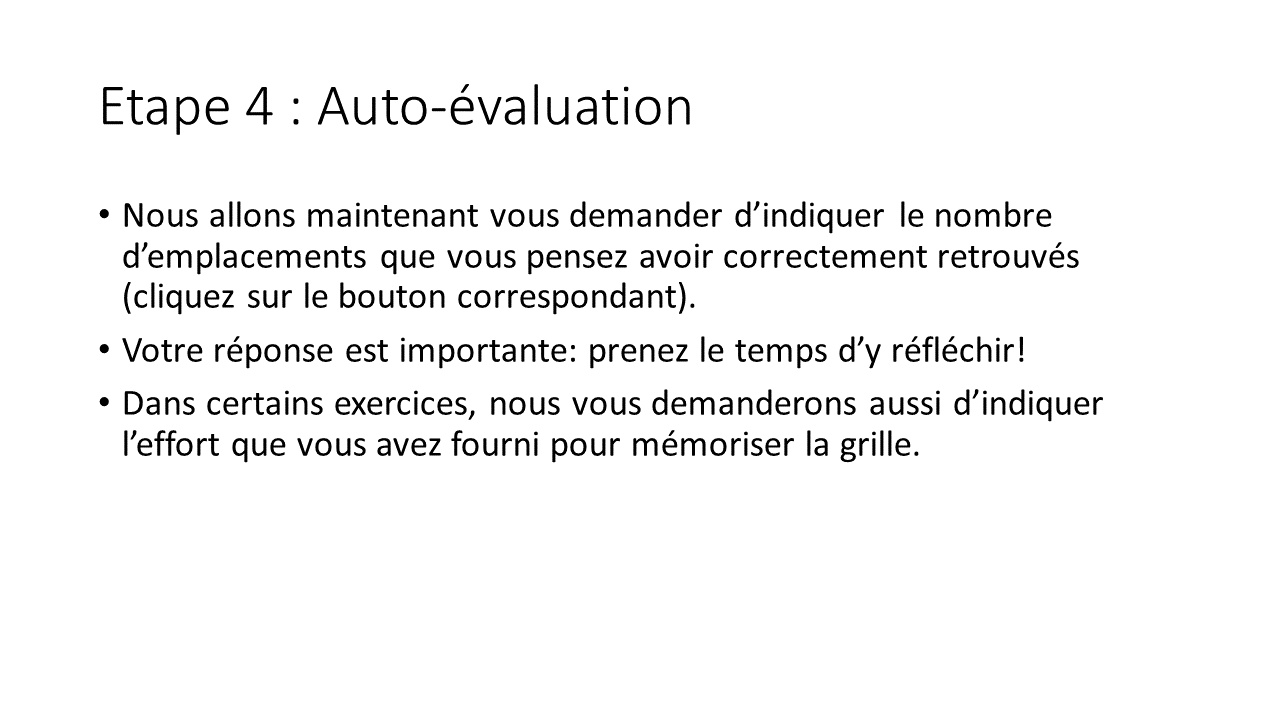 Etape 4 : Auto-évaluation
• Nous allons maintenant vous demander d’indiquer le nombre
d’emplacements que vous pensez avoir correctement retrouvés
(cliquez sur le bouton correspondant).
• Votre réponse est importante: prenez le temps d’y réfléchir!
• Dans certains exercices, nous vous demanderons aussi d’indiquer
l’effort que vous avez fourni pour mémoriser la grille.